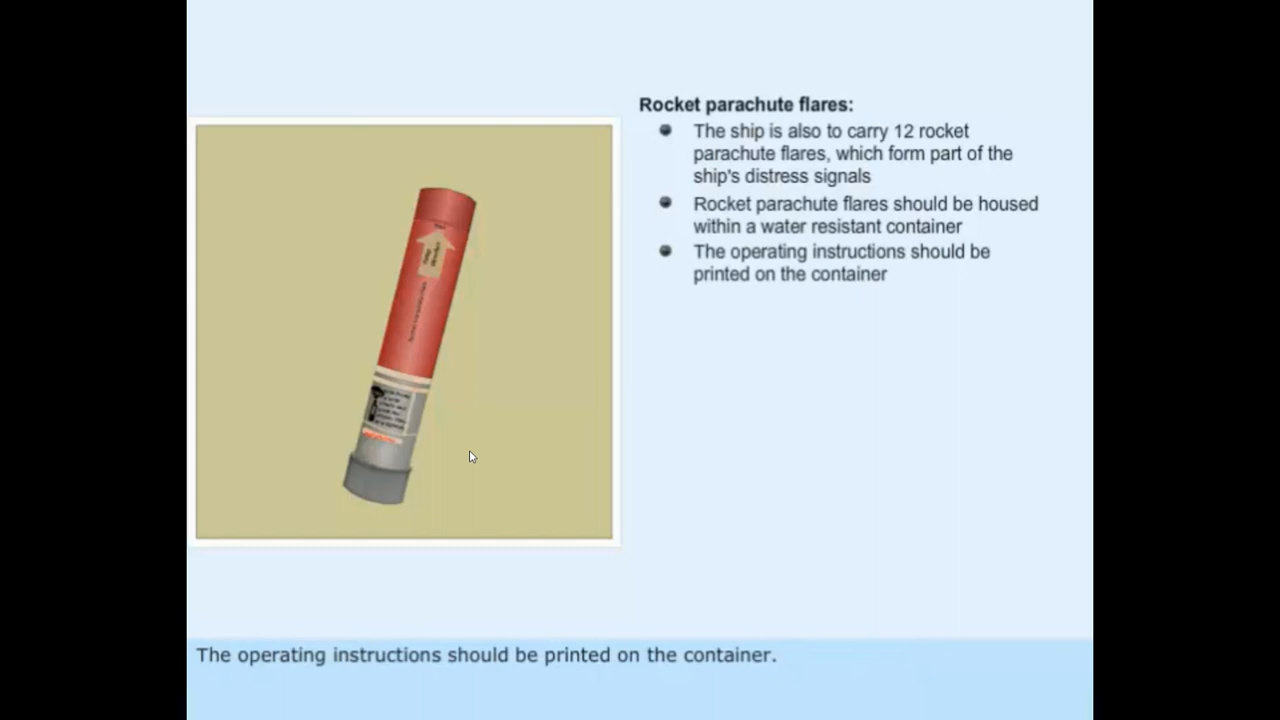 Rocket parachute flares:
The ship is also to carry 12 rocket
parachute flares, which form part of the
ship's distress signals
Rocket parachute flares should be housed
within a water resistant container
The operating instructions should be
printed on the container
The operating instructions should be printed on the container.